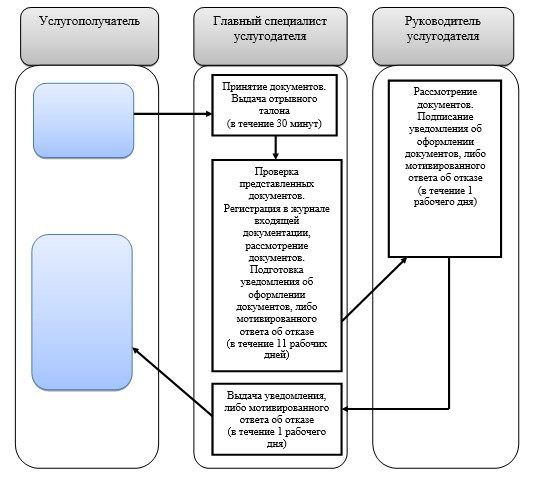 Услугополучатель
Главный специалист
услугодателя
Руководитель
услугодателя
Принятие документов.
Выдача отрывного
талона
(в течение 30 минут)
Проверка
представленных
документов.
Регистрация в журнале
входящей
документации,
рассмотрение
документов.
Подготовка
уведомления об
оформлении
документов, либо
мотивированного
ответа об отказе
(в течение 11 рабочих
дней)
Рассмотрение
документов.
Подписание
уведомления об
оформлении
документов, либо
мотивированного
ответа об отказе
(в течение 1
рабочего дня)
Выдача уведомления,
либо мотивированного
ответа об отказе
(в течение 1 рабочего
дня)